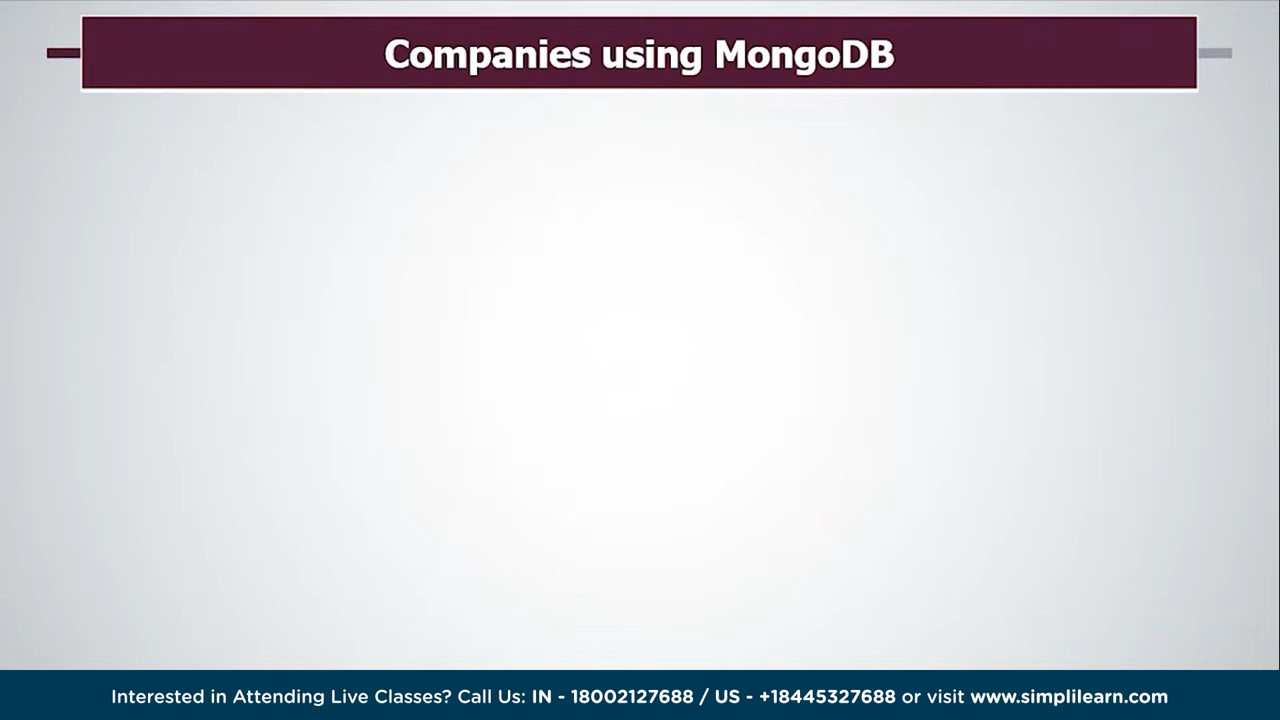 Companies using MongoDB
Interested in Attending Live Classes? Call Us: IN - 18002127688 / US - +18445327688 or visit www.simplilearn.com